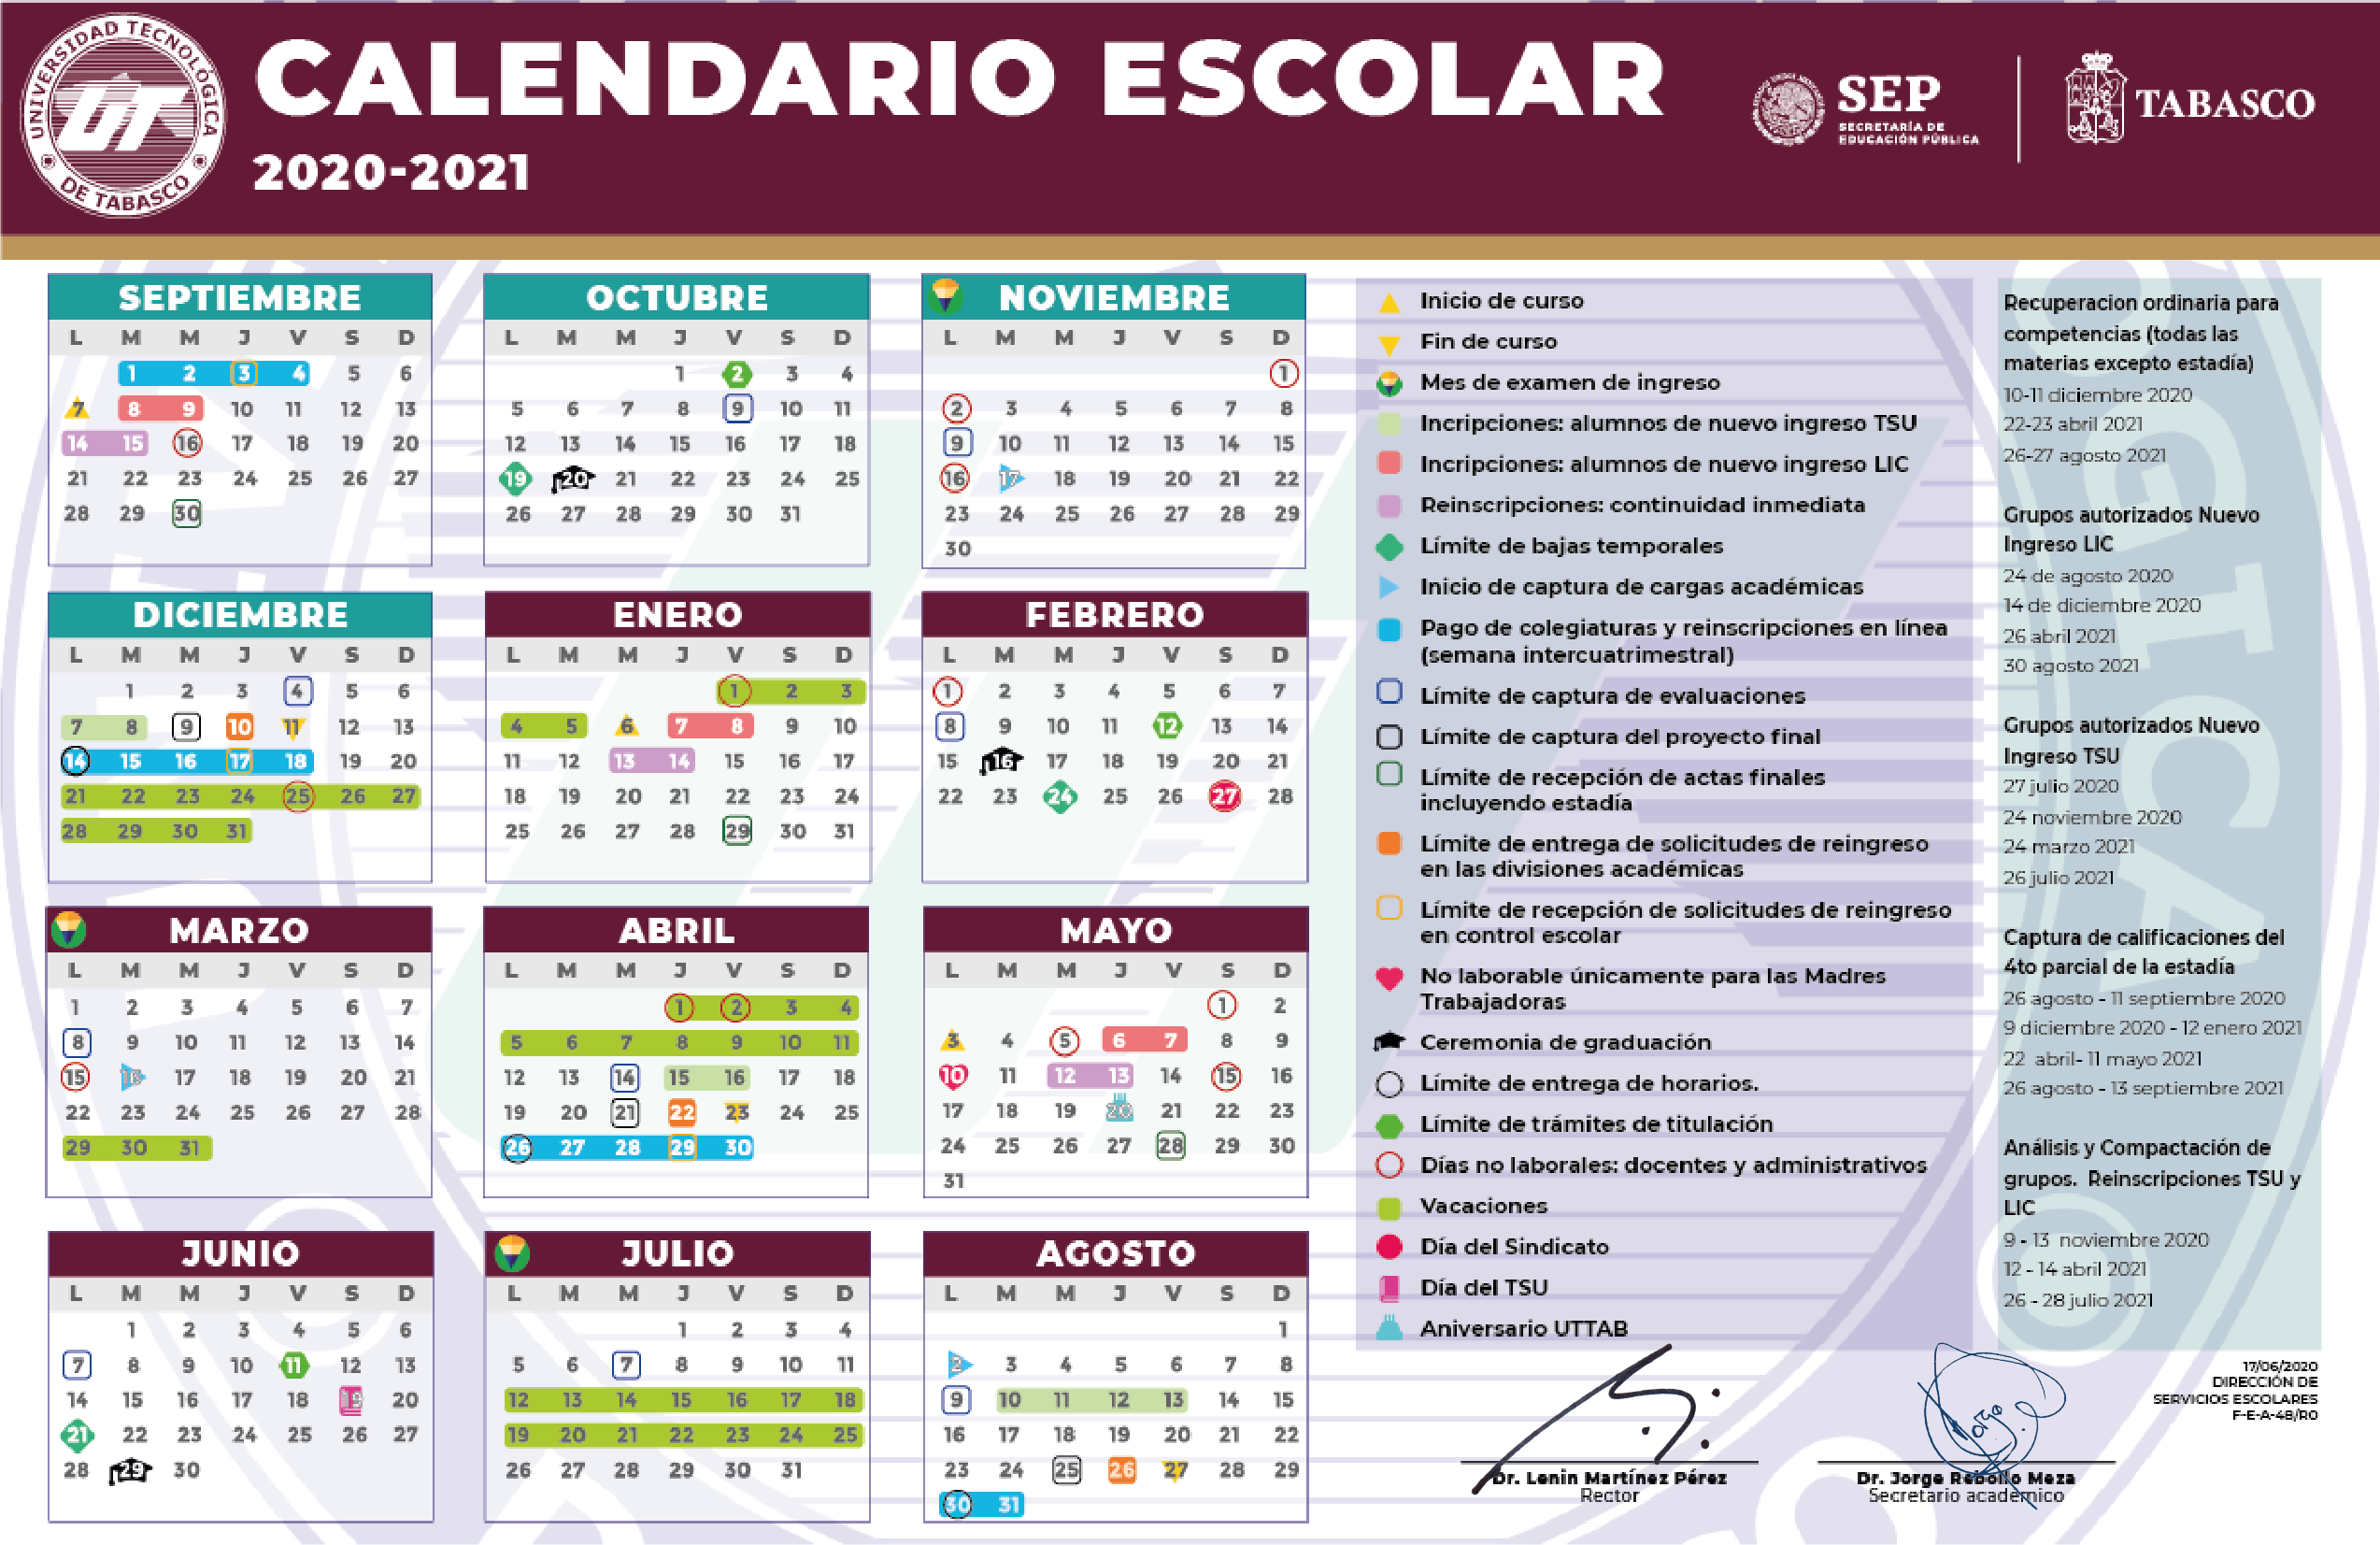 UNIVERSIDAD TECNOLÓGICA
DE TABASCO
UT
CALENDARIO ESCOLAR
2020-2021
SEP
SECRETARÍA DE
EDUCACIÓN PÚBLICA
TABASCO
SEPTIEMBRE
L M M J V S D
1 2 3 4 5 6
7 8 9 10 11 12 13
14 15 16 17 18 19 20
21 22 23 24 25 26 27
28 29 30
OCTUBRE
L M M J V S D
1 2 3 4
5 6 7 8 9 10 11
12 13 14 15 16 17 18
19 20 21 22 23 24 25
26 27 28 29 30 31
NOVIEMBRE
L M M J V S D
1
2 3 4 5 6 7 8
9 10 11 12 13 14 15
16 17 18 19 20 21 22
23 24 25 26 27 28 29
30
DICIEMBRE
L M M J V S D
1 2 3 4 5 6
7 8 9 10 11 12 13
14 15 16 17 18 19 20
21 22 23 24 25 26 27
28 29 30 31
ENERO
L M M J V S D
1 2 3
4 5 6 7 8 9 10
11 12 13 14 15 16 17
18 19 20 21 22 23 24
25 26 27 28 29 30 31
FEBRERO
L M M J V S D
1 2 3 4 5 6 7
8 9 10 11 12 13 14
15 16 17 18 19 20 21
22 23 24 25 26 27 28
MARZO
L M M J V S D
1 2 3 4 5 6 7
8 9 10 11 12 13 14
15 16 17 18 19 20 21
22 23 24 25 26 27 28
29 30 31
ABRIL
L M M J V S D
1 2 3 4
5 6 7 8 9 10 11
12 13 14 15 16 17 18
19 20 21 22 23 24 25
26 27 28 29 30
MAYO
L M M J V S D
1 2
3 4 5 6 7 8 9
10 11 12 13 14 15 16
17 18 19 20 21 22 23
24 25 26 27 28 29 30
31
JUNIO
L M M J V S D
1 2 3 4 5 6
7 8 9 10 11 12 13
14 15 16 17 18 19 20
21 22 23 24 25 26 27
28 29 30
JULIO
L M M J V S D
1 2 3 4
5 6 7 8 9 10 11
12 13 14 15 16 17 18
19 20 21 22 23 24 25
26 27 28 29 30 31
AGOSTO
L M M J V S D
1
2 3 4 5 6 7 8
9 10 11 12 13 14 15
16 17 18 19 20 21 22
23 24 25 26 27 28 29
30 31
Inicio de curso
Fin de curso
Mes de examen de ingreso
Incripciones: alumnos de nuevo ingreso TSU
Incripciones: alumnos de nuevo ingreso LIC
Reinscripciones: continuidad inmediata
Límite de bajas temporales
Inicio de captura de cargas académicas
Pago de colegiaturas y reinscripciones en línea
(semana intercuatrimestral)
Límite de captura de evaluaciones
Límite de captura del proyecto final
Límite de recepción de actas finales
incluyendo estadía
Límite de entrega de solicitudes de reingreso
en las divisiones académicas
Límite de recepción de solicitudes de reingreso
en control escolar
No laborable únicamente para las Madres
Trabajadoras
Ceremonia de graduación
Límite de entrega de horarios.
Límite de trámites de titulación
Días no laborales: docentes y administrativos
Vacaciones
Día del Sindicato
Día del TSU
Aniversario UTTAB
Recuperacion ordinaria para
competencias (todas las
materias excepto estadía)
10-11 diciembre 2020
22-23 abril 2021
26-27 agosto 2021
Grupos autorizados Nuevo
Ingreso LIC
24 de agosto 2020
14 de diciembre 2020
26 abril 2021
30 agosto 2021
Grupos autorizados Nuevo
Ingreso TSU
27 julio 2020
24 noviembre 2020
24 marzo 2021
26 julio 2021
Captura de calificaciones del
4to parcial de la estadía
26 agosto - 11 septiembre 2020
9 diciembre 2020 - 12 enero 2021
22 abril- 11 mayo 2021
26 agosto - 13 septiembre 2021
Análisis y Compactación de
grupos. Reinscripciones TSU y
LIC
9 - 13 noviembre 2020
12 - 14 abril 2021
26 - 28 julio 2021
17/06/2020
DIRECCIÓN DE
SERVICIOS ESCOLARES
F-E-A-48/R0
Dr. Lenin Martínez Pérez
Rector
Dr. Jorge Rebollo Meza
Secretario académico